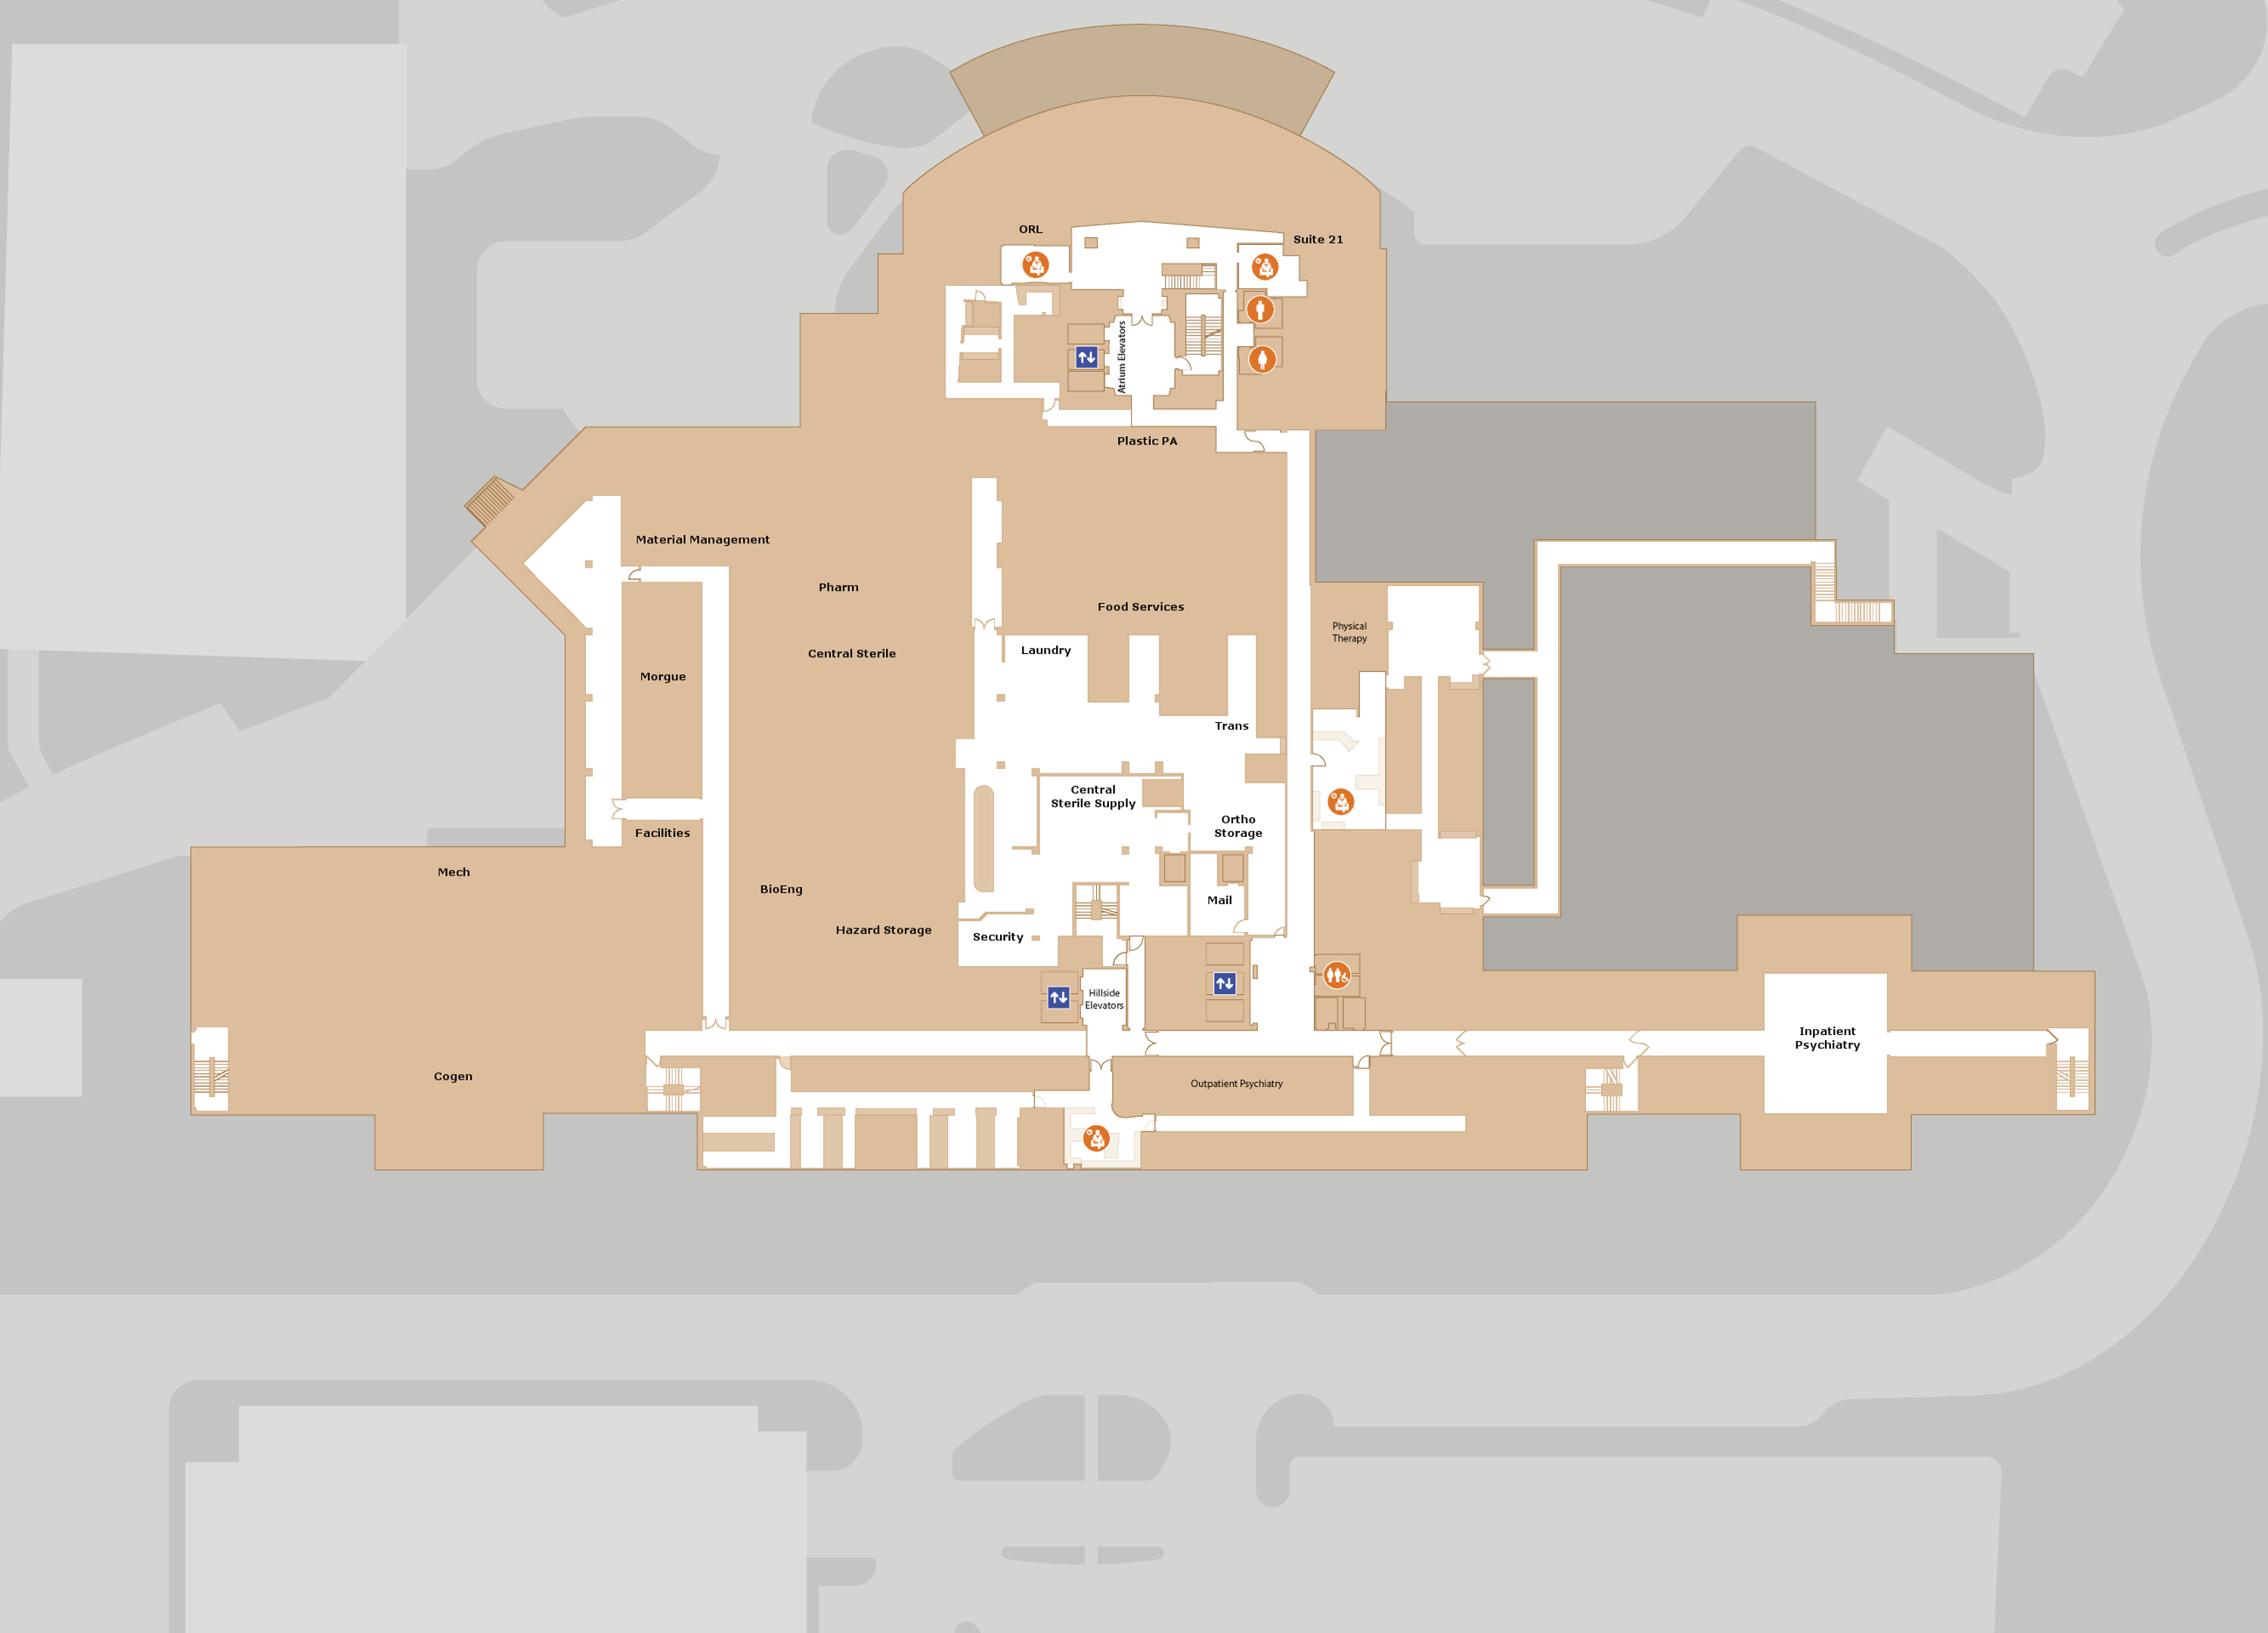 ORL
Suite 21
Atrium Elevators
Plastic PA
Material Management
Pharm
Food Services
Physical
Therapy
Central Sterile
Laundry
Morgue
Trans
Central
Sterile Supply
Ortho
Storage
Facilities
Mech
BioEng
Mail
Hazard Storage
Security
Hillside
Elevators
Inpatient
Psychiatry
Cogen
Outpatient Psychiatry